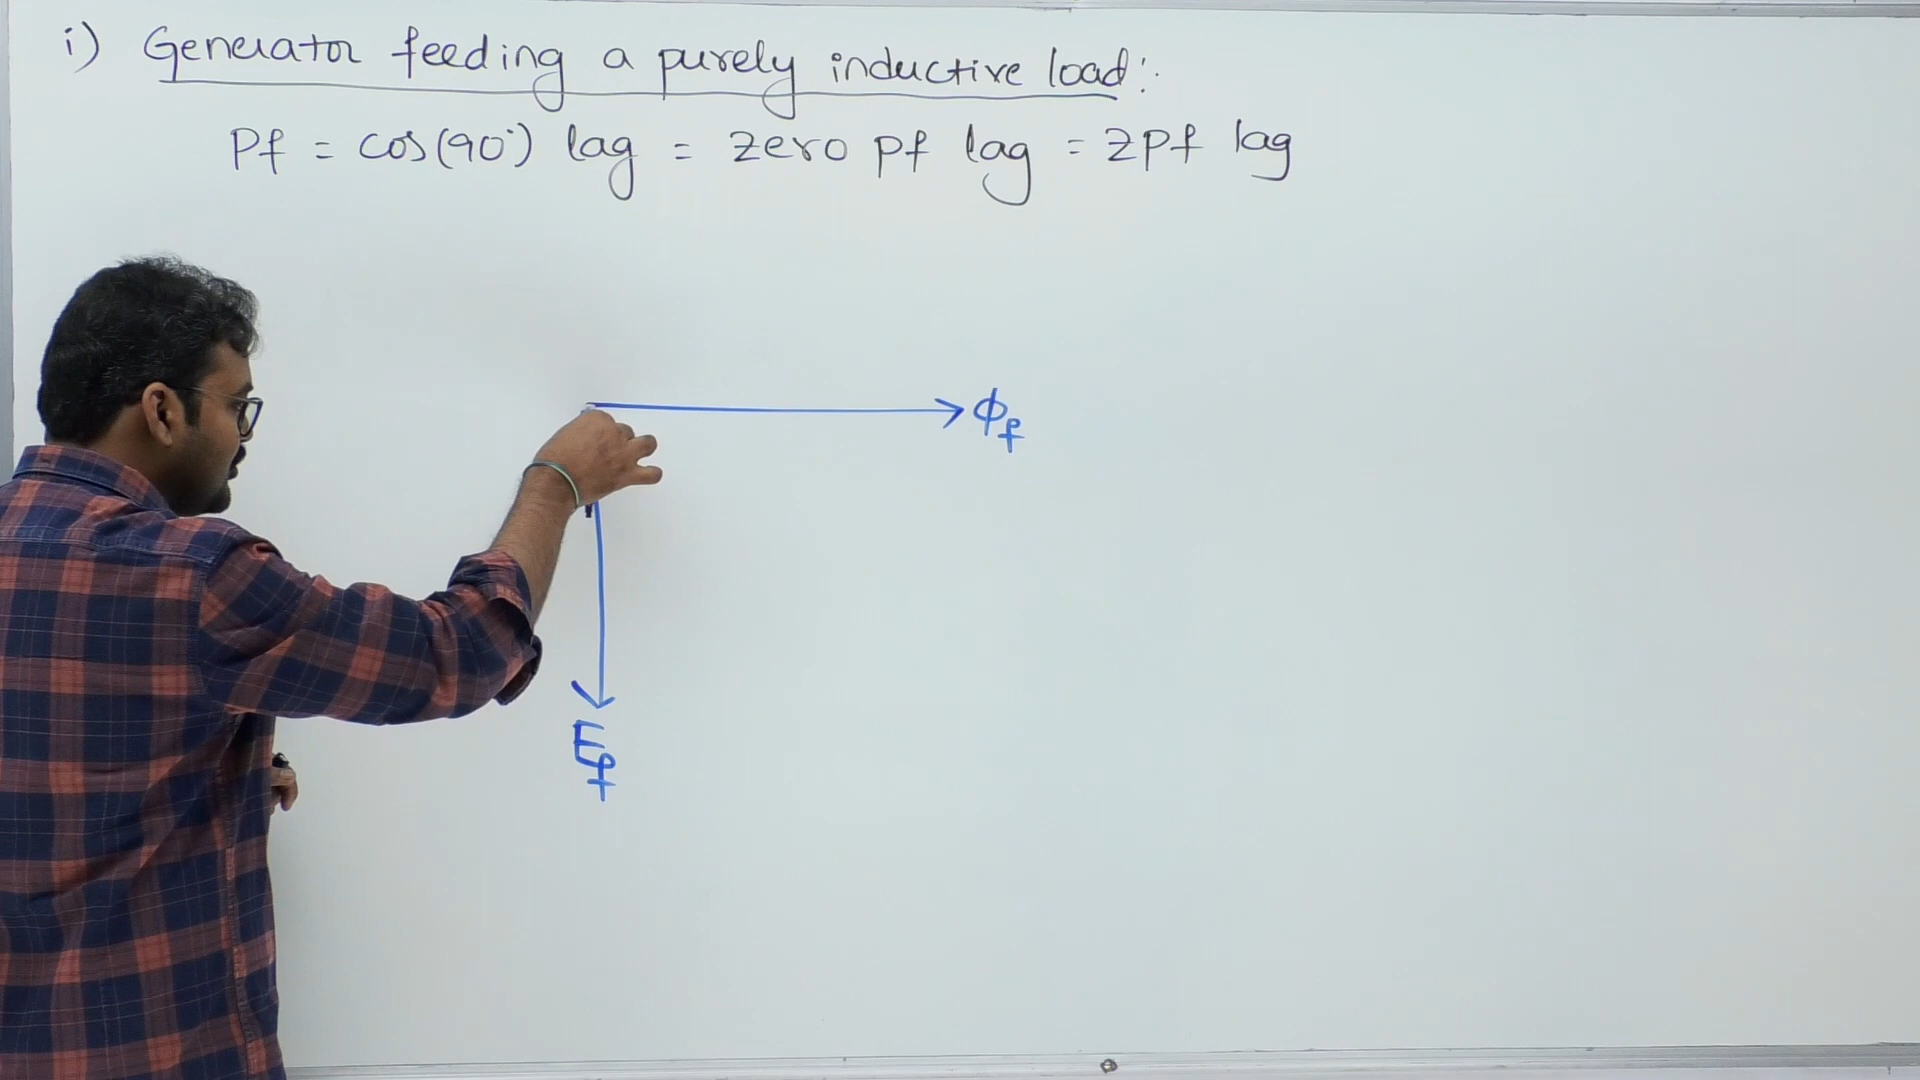 i) Generator feeding a purely inductive load:
Pf = cos(90°) lag = zero pf lag = zpf lag
ϕf
Ef